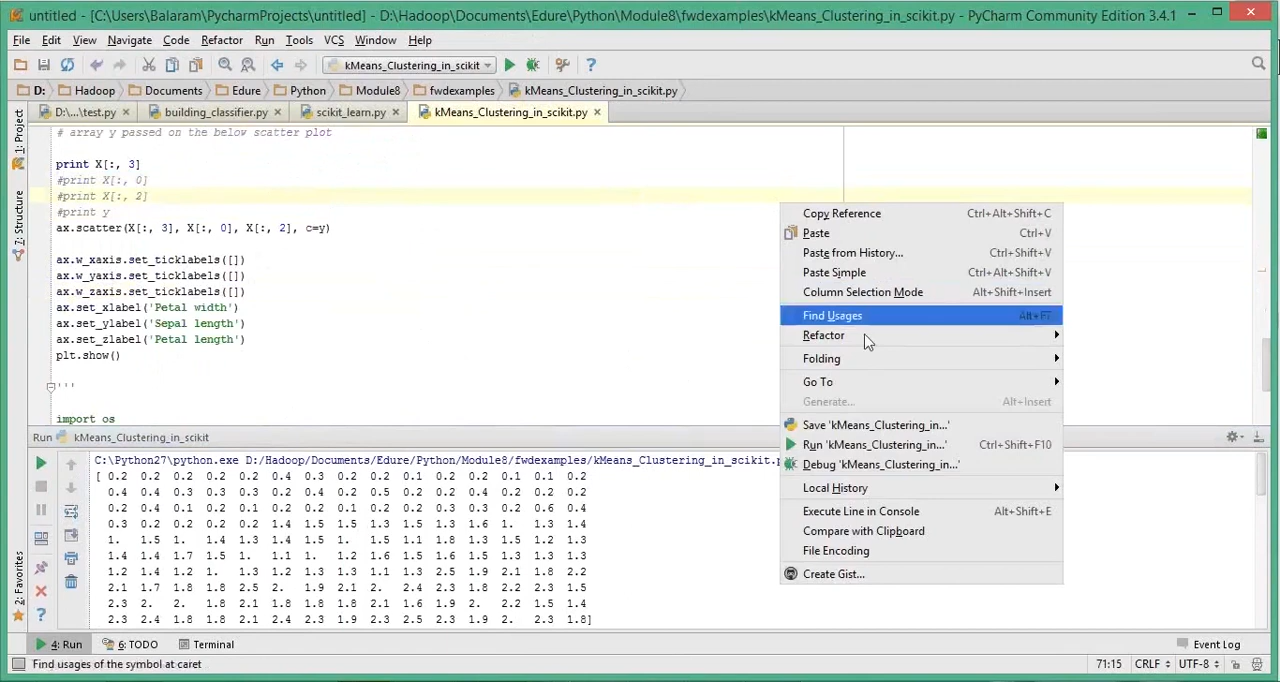 untitled - [C:\Users\Balaram\PycharmProjects\untitled] - D:\Hadoop\Documents\Edure\Python\Module8\fwdexamples\kMeans_Clustering_in_scikit.py - PyCharm Community Edition 3.4.1
File Edit View Navigate Code Refactor Run Tools VCS Window Help
kMeans_Clustering_in_scikit
D: Hadoop Documents Edure Python Module8 fwdexamples kMeans_Clustering_in_scikit.py
D:\...\test.py building_classifier.py scikit_learn.py kMeans_Clustering_in_scikit.py
1: Project
7: Structure
2: Favorites
# array y passed on the below scatter plot
print X[:, 3]
#print X[:, 0]
#print X[:, 2]
#print y
ax.scatter(X[:, 3], X[:, 0], X[:, 2], c=y)
ax.w_xaxis.set_ticklabels([])
ax.w_yaxis.set_ticklabels([])
ax.w_zaxis.set_ticklabels([])
ax.set_xlabel('Petal width')
ax.set_ylabel('Sepal length')
ax.set_zlabel('Petal length')
plt.show()
'''
import os
Copy Reference Ctrl+Alt+Shift+C
Paste Ctrl+V
Paste from History... Ctrl+Shift+V
Paste Simple Ctrl+Alt+Shift+V
Column Selection Mode Alt+Shift+Insert
Find Usages Alt+F7
Refactor
Folding
Go To
Generate... Alt+Insert
Save 'kMeans_Clustering_in...'
Run 'kMeans_Clustering_in...' Ctrl+Shift+F10
Debug 'kMeans_Clustering_in...'
Local History
Execute Line in Console Alt+Shift+E
Compare with Clipboard
File Encoding
Create Gist...
Run kMeans_Clustering_in_scikit
C:\Python27\python.exe D:/Hadoop/Documents/Edure/Python/Module8/fwdexamples/kMeans_Clustering_in_scikit.p
[ 0.2 0.2 0.2 0.2 0.2 0.4 0.3 0.2 0.2 0.1 0.2 0.2 0.1 0.1 0.2
0.4 0.4 0.3 0.3 0.3 0.2 0.4 0.2 0.5 0.2 0.2 0.4 0.2 0.2 0.2
0.2 0.4 0.1 0.2 0.1 0.2 0.2 0.1 0.2 0.2 0.3 0.3 0.2 0.6 0.4
0.3 0.2 0.2 0.2 0.2 1.4 1.5 1.5 1.3 1.5 1.3 1.6 1. 1.3 1.4
1. 1.5 1. 1.4 1.3 1.4 1.5 1. 1.5 1.1 1.8 1.3 1.5 1.2 1.3
1.4 1.4 1.7 1.5 1. 1.1 1. 1.2 1.6 1.5 1.6 1.5 1.3 1.3 1.3
1.2 1.4 1.2 1. 1.3 1.2 1.3 1.3 1.1 1.3 2.5 1.9 2.1 1.8 2.2
2.1 1.7 1.8 1.8 2.5 2. 1.9 2.1 2. 2.4 2.3 1.8 2.2 2.3 1.5
2.3 2. 2. 1.8 2.1 1.8 1.8 1.8 2.1 1.6 1.9 2. 2.2 1.5 1.4
2.3 2.4 1.8 1.8 2.1 2.4 2.3 1.9 2.3 2.5 2.3 1.9 2. 2.3 1.8]
4: Run 6: TODO Terminal Event Log
Find usages of the symbol at caret 71:15 CRLF UTF-8